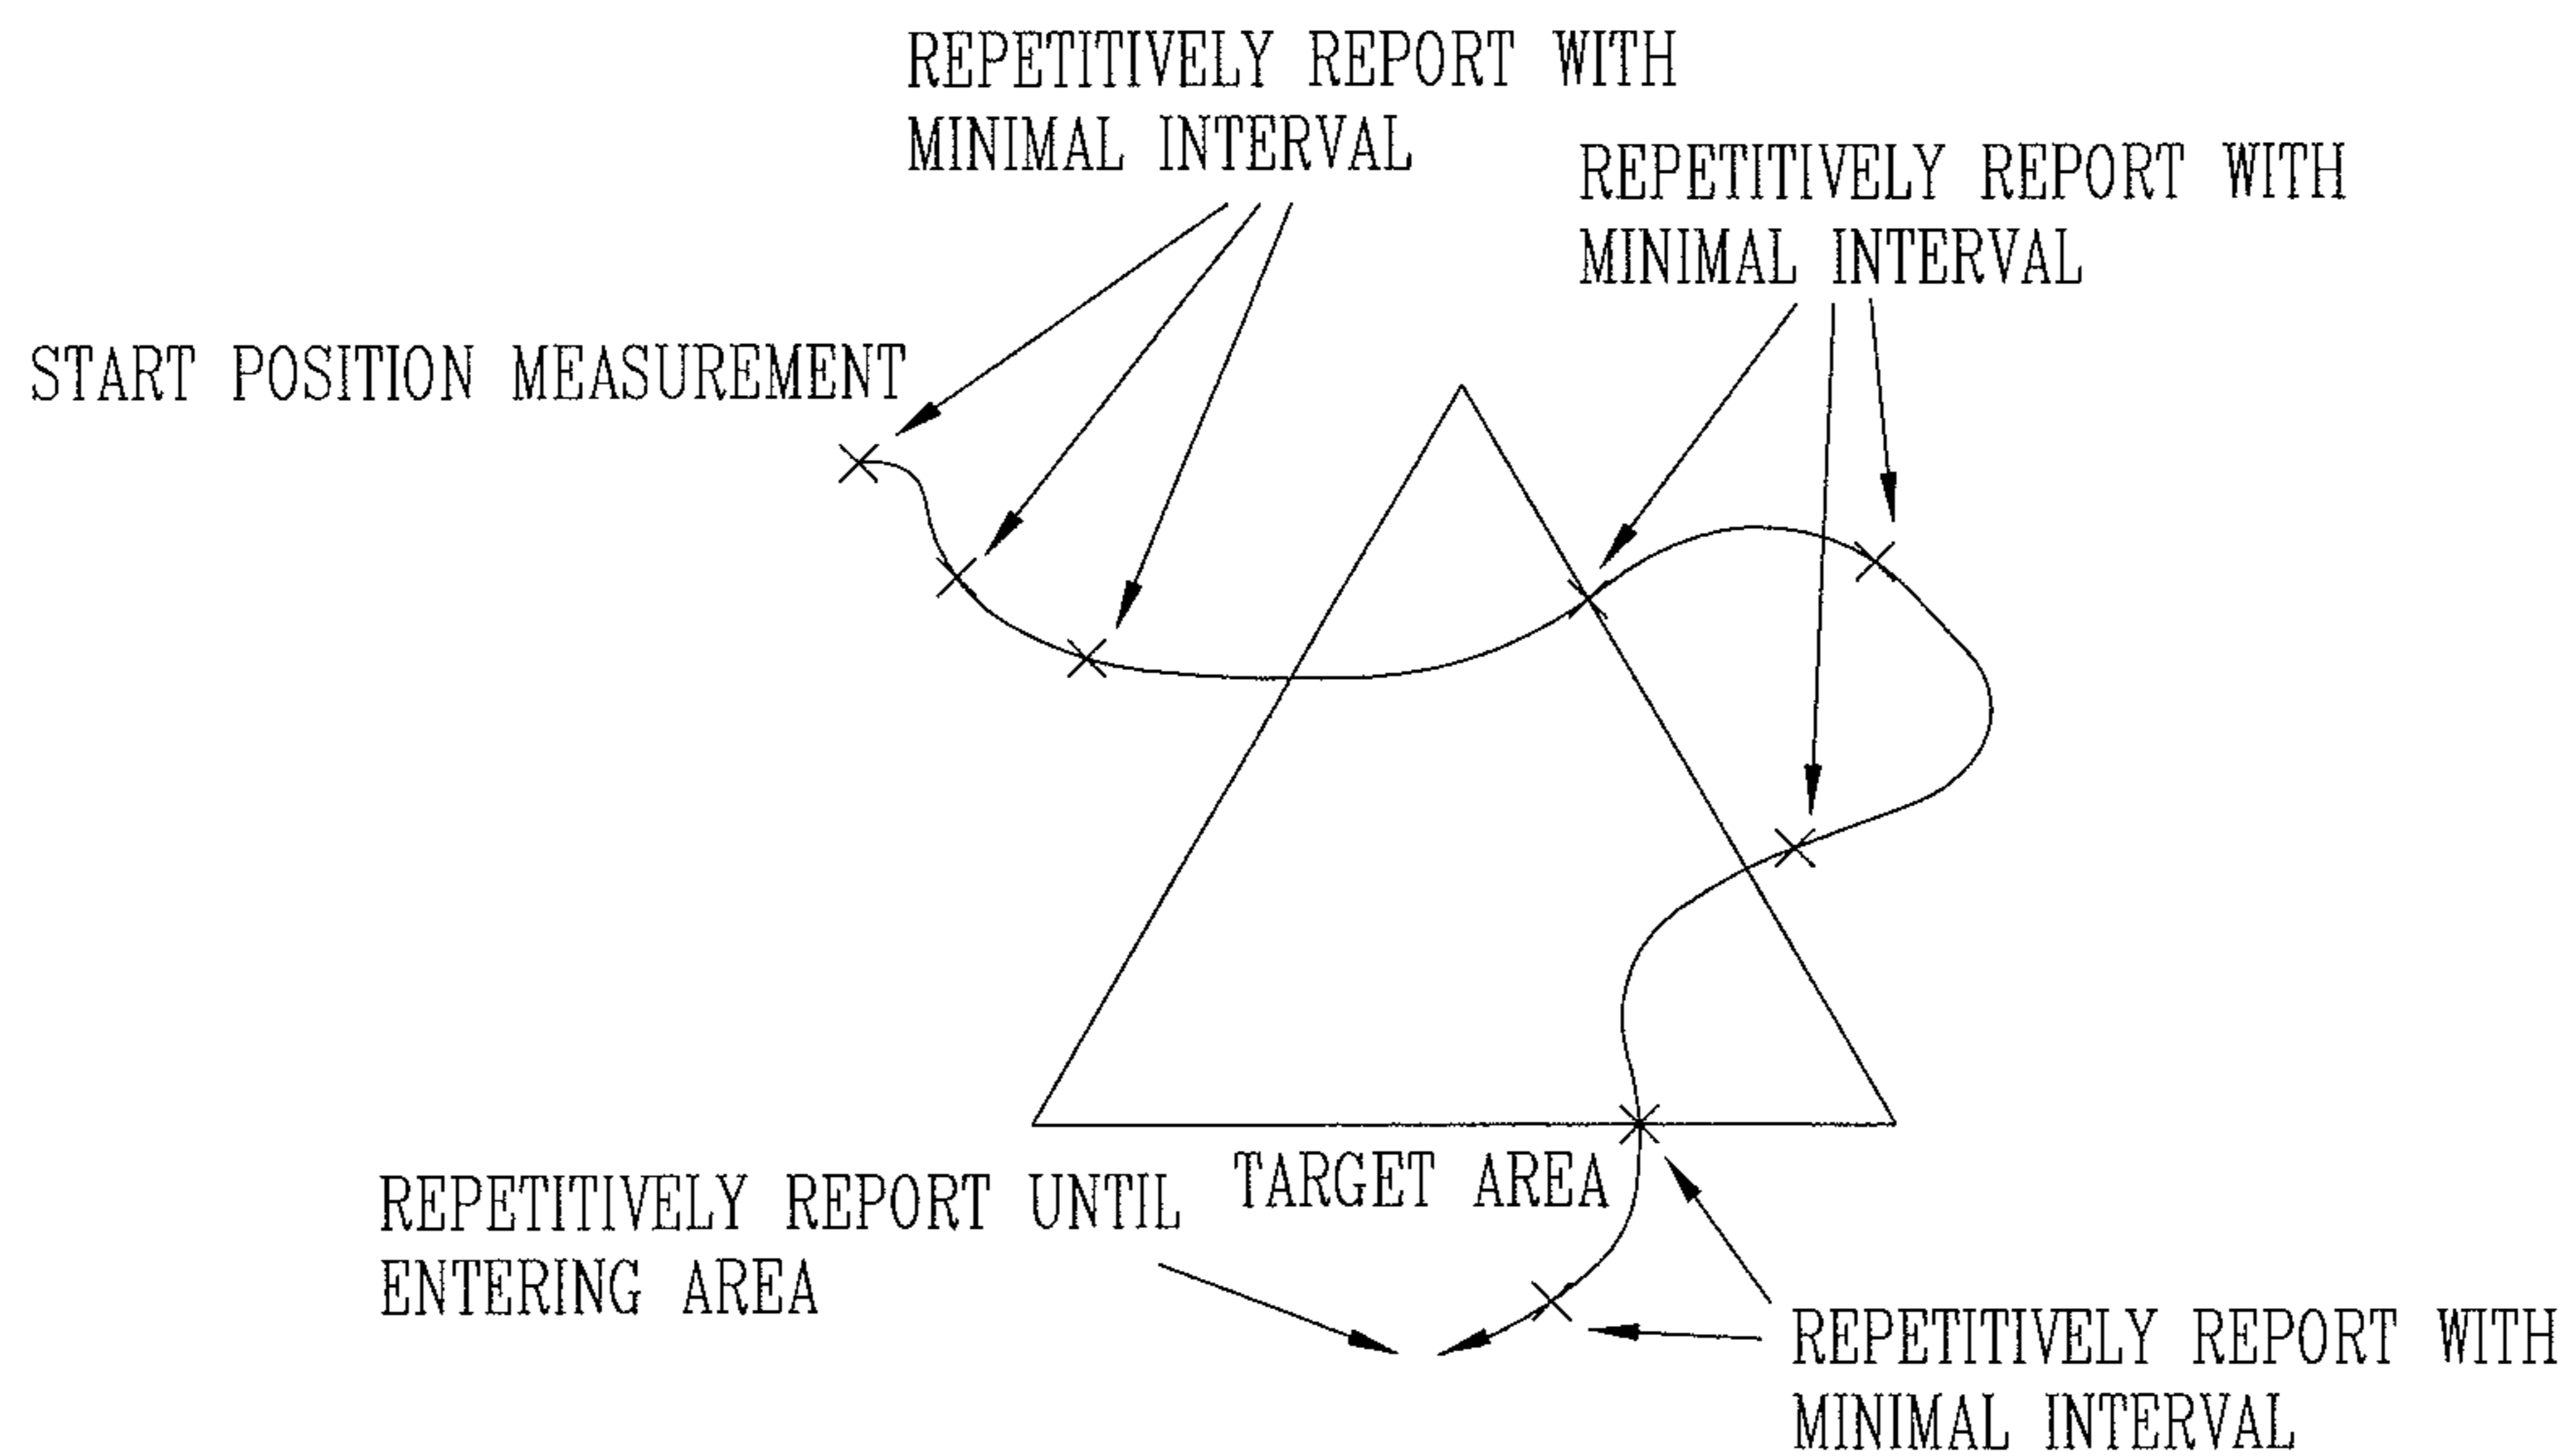 REPETITIVELY REPORT WITH
MINIMAL INTERVAL
REPETITIVELY REPORT WITH
MINIMAL INTERVAL
START POSITION MEASUREMENT
TARGET AREA
REPETITIVELY REPORT UNTIL
ENTERING AREA
REPETITIVELY REPORT WITH
MINIMAL INTERVAL